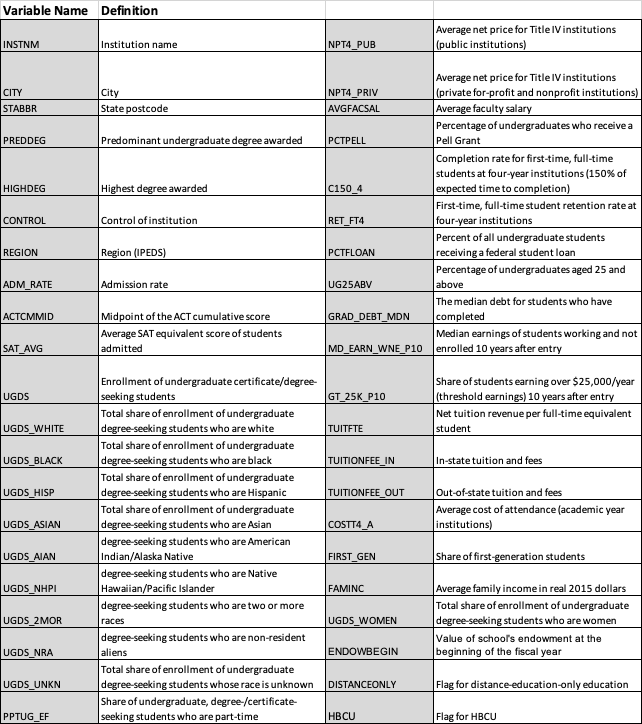 Variable Name Definition
INSTNM Institution name NPT4_PUB Average net price for Title IV institutions
(public institutions)
CITY City NPT4_PRIV Average net price for Title IV institutions
(private for-profit and nonprofit institutions)
STABBR State postcode AVGFACSAL Average faculty salary
PREDDEG Predominant undergraduate degree awarded PCTPELL Percentage of undergraduates who receive a
Pell Grant
HIGHDEG Highest degree awarded C150_4 Completion rate for first-time, full-time
students at four-year institutions (150% of
expected time to completion)
CONTROL Control of institution RET_FT4 First-time, full-time student retention rate at
four-year institutions
REGION Region (IPEDS) PCTFLOAN Percent of all undergraduate students
receiving a federal student loan
ADM_RATE Admission rate UG25ABV Percentage of undergraduates aged 25 and
above
ACTCMMID Midpoint of the ACT cumulative score GRAD_DEBT_MDN The median debt for students who have
completed
SAT_AVG Average SAT equivalent score of students
admitted MD_EARN_WNE_P10 Median earnings of students working and not
enrolled 10 years after entry
UGDS Enrollment of undergraduate certificate/degree-
seeking students GT_25K_P10 Share of students earning over $25,000/year
(threshold earnings) 10 years after entry
UGDS_WHITE Total share of enrollment of undergraduate
degree-seeking students who are white TUITFTE Net tuition revenue per full-time equivalent
student
UGDS_BLACK Total share of enrollment of undergraduate
degree-seeking students who are black TUITIONFEE_IN In-state tuition and fees
UGDS_HISP Total share of enrollment of undergraduate
degree-seeking students who are Hispanic TUITIONFEE_OUT Out-of-state tuition and fees
UGDS_ASIAN Total share of enrollment of undergraduate
degree-seeking students who are Asian COSTT4_A Average cost of attendance (academic year
institutions)
UGDS_AIAN degree-seeking students who are American
Indian/Alaska Native FIRST_GEN Share of first-generation students
UGDS_NHPI degree-seeking students who are Native
Hawaiian/Pacific Islander FAMINC Average family income in real 2015 dollars
UGDS_2MOR degree-seeking students who are two or more
races UGDS_WOMEN Total share of enrollment of undergraduate
degree-seeking students who are women
UGDS_NRA degree-seeking students who are non-resident
aliens ENDOWBEGIN Value of school's endowment at the
beginning of the fiscal year
UGDS_UNKN Total share of enrollment of undergraduate
degree-seeking students whose race is unknown DISTANCEONLY Flag for distance-education-only education
PPTUG_EF Share of undergraduate, degree-/certificate-
seeking students who are part-time HBCU Flag for HBCU